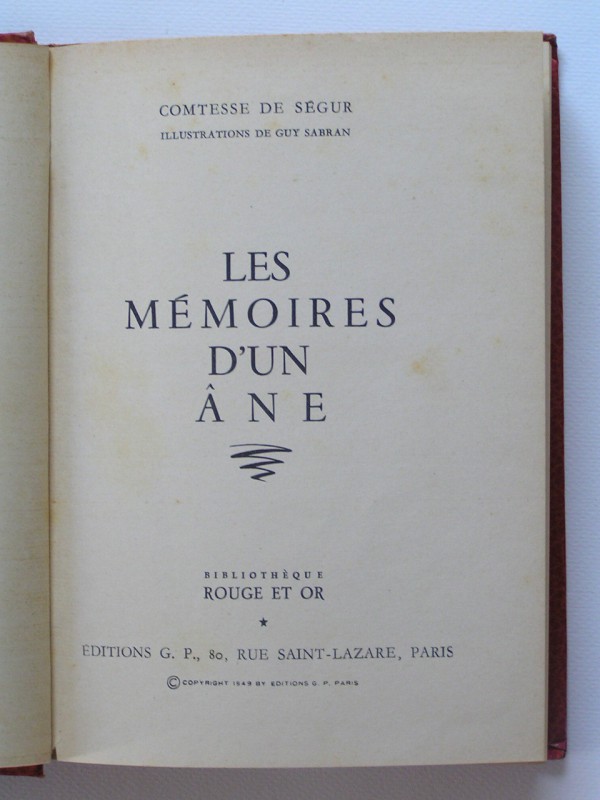 COMTESSE DE SÉGUR
ILLUSTRATIONS DE GUY SABRAN
LES
MÉMOIRES
D'UN
ÂNE
BIBLIOTHÈQUE
ROUGE ET OR
★
ÉDITIONS G. P., 80, RUE SAINT-LAZARE, PARIS
© COPYRIGHT 1949 BY EDITIONS G. P. PARIS